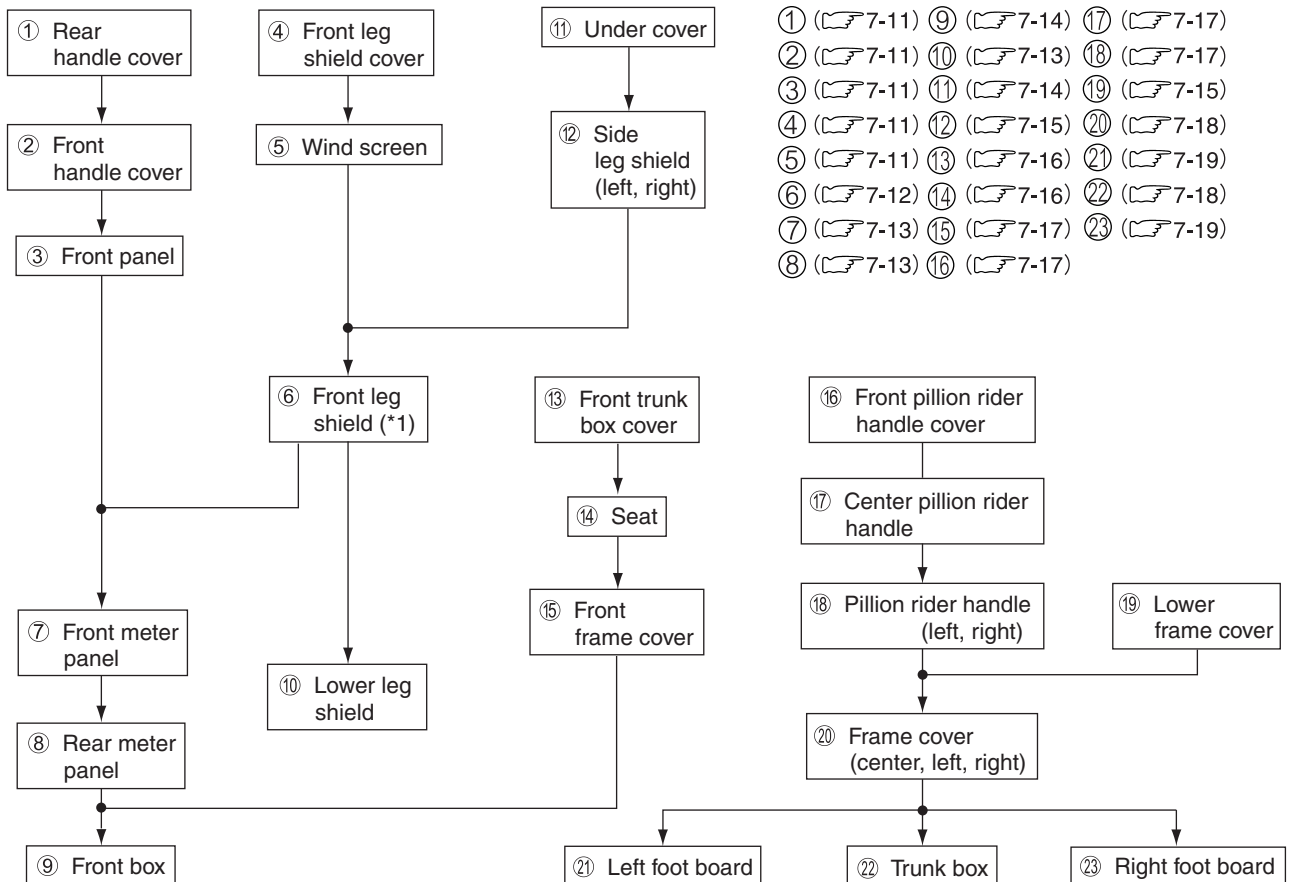 ① Rear
handle cover
② Front
handle cover
③ Front panel
④ Front leg
shield cover
⑤ Wind screen
⑪ Under cover
⑫ Side
leg shield
(left, right)
① (☞7-11) ⑨ (☞7-14) ⑰ (☞7-17)
② (☞7-11) ⑩ (☞7-13) ⑱ (☞7-17)
③ (☞7-11) ⑪ (☞7-14) ⑲ (☞7-15)
④ (☞7-11) ⑫ (☞7-15) ⑳ (☞7-18)
⑤ (☞7-11) ⑬ (☞7-16) ㉑ (☞7-19)
⑥ (☞7-12) ⑭ (☞7-16) ㉒ (☞7-18)
⑦ (☞7-13) ⑮ (☞7-17) ㉓ (☞7-19)
⑧ (☞7-13) ⑯ (☞7-17)
⑥ Front leg
shield (*1)
⑦ Front meter
panel
⑧ Rear meter
panel
⑨ Front box
⑩ Lower leg
shield
⑬ Front trunk
box cover
⑭ Seat
⑮ Front
frame cover
⑯ Front pillion rider
handle cover
⑰ Center pillion rider
handle
⑱ Pillion rider handle
(left, right)
⑲ Lower
frame cover
⑳ Frame cover
(center, left, right)
㉑ Left foot board
㉒ Trunk box
㉓ Right foot board